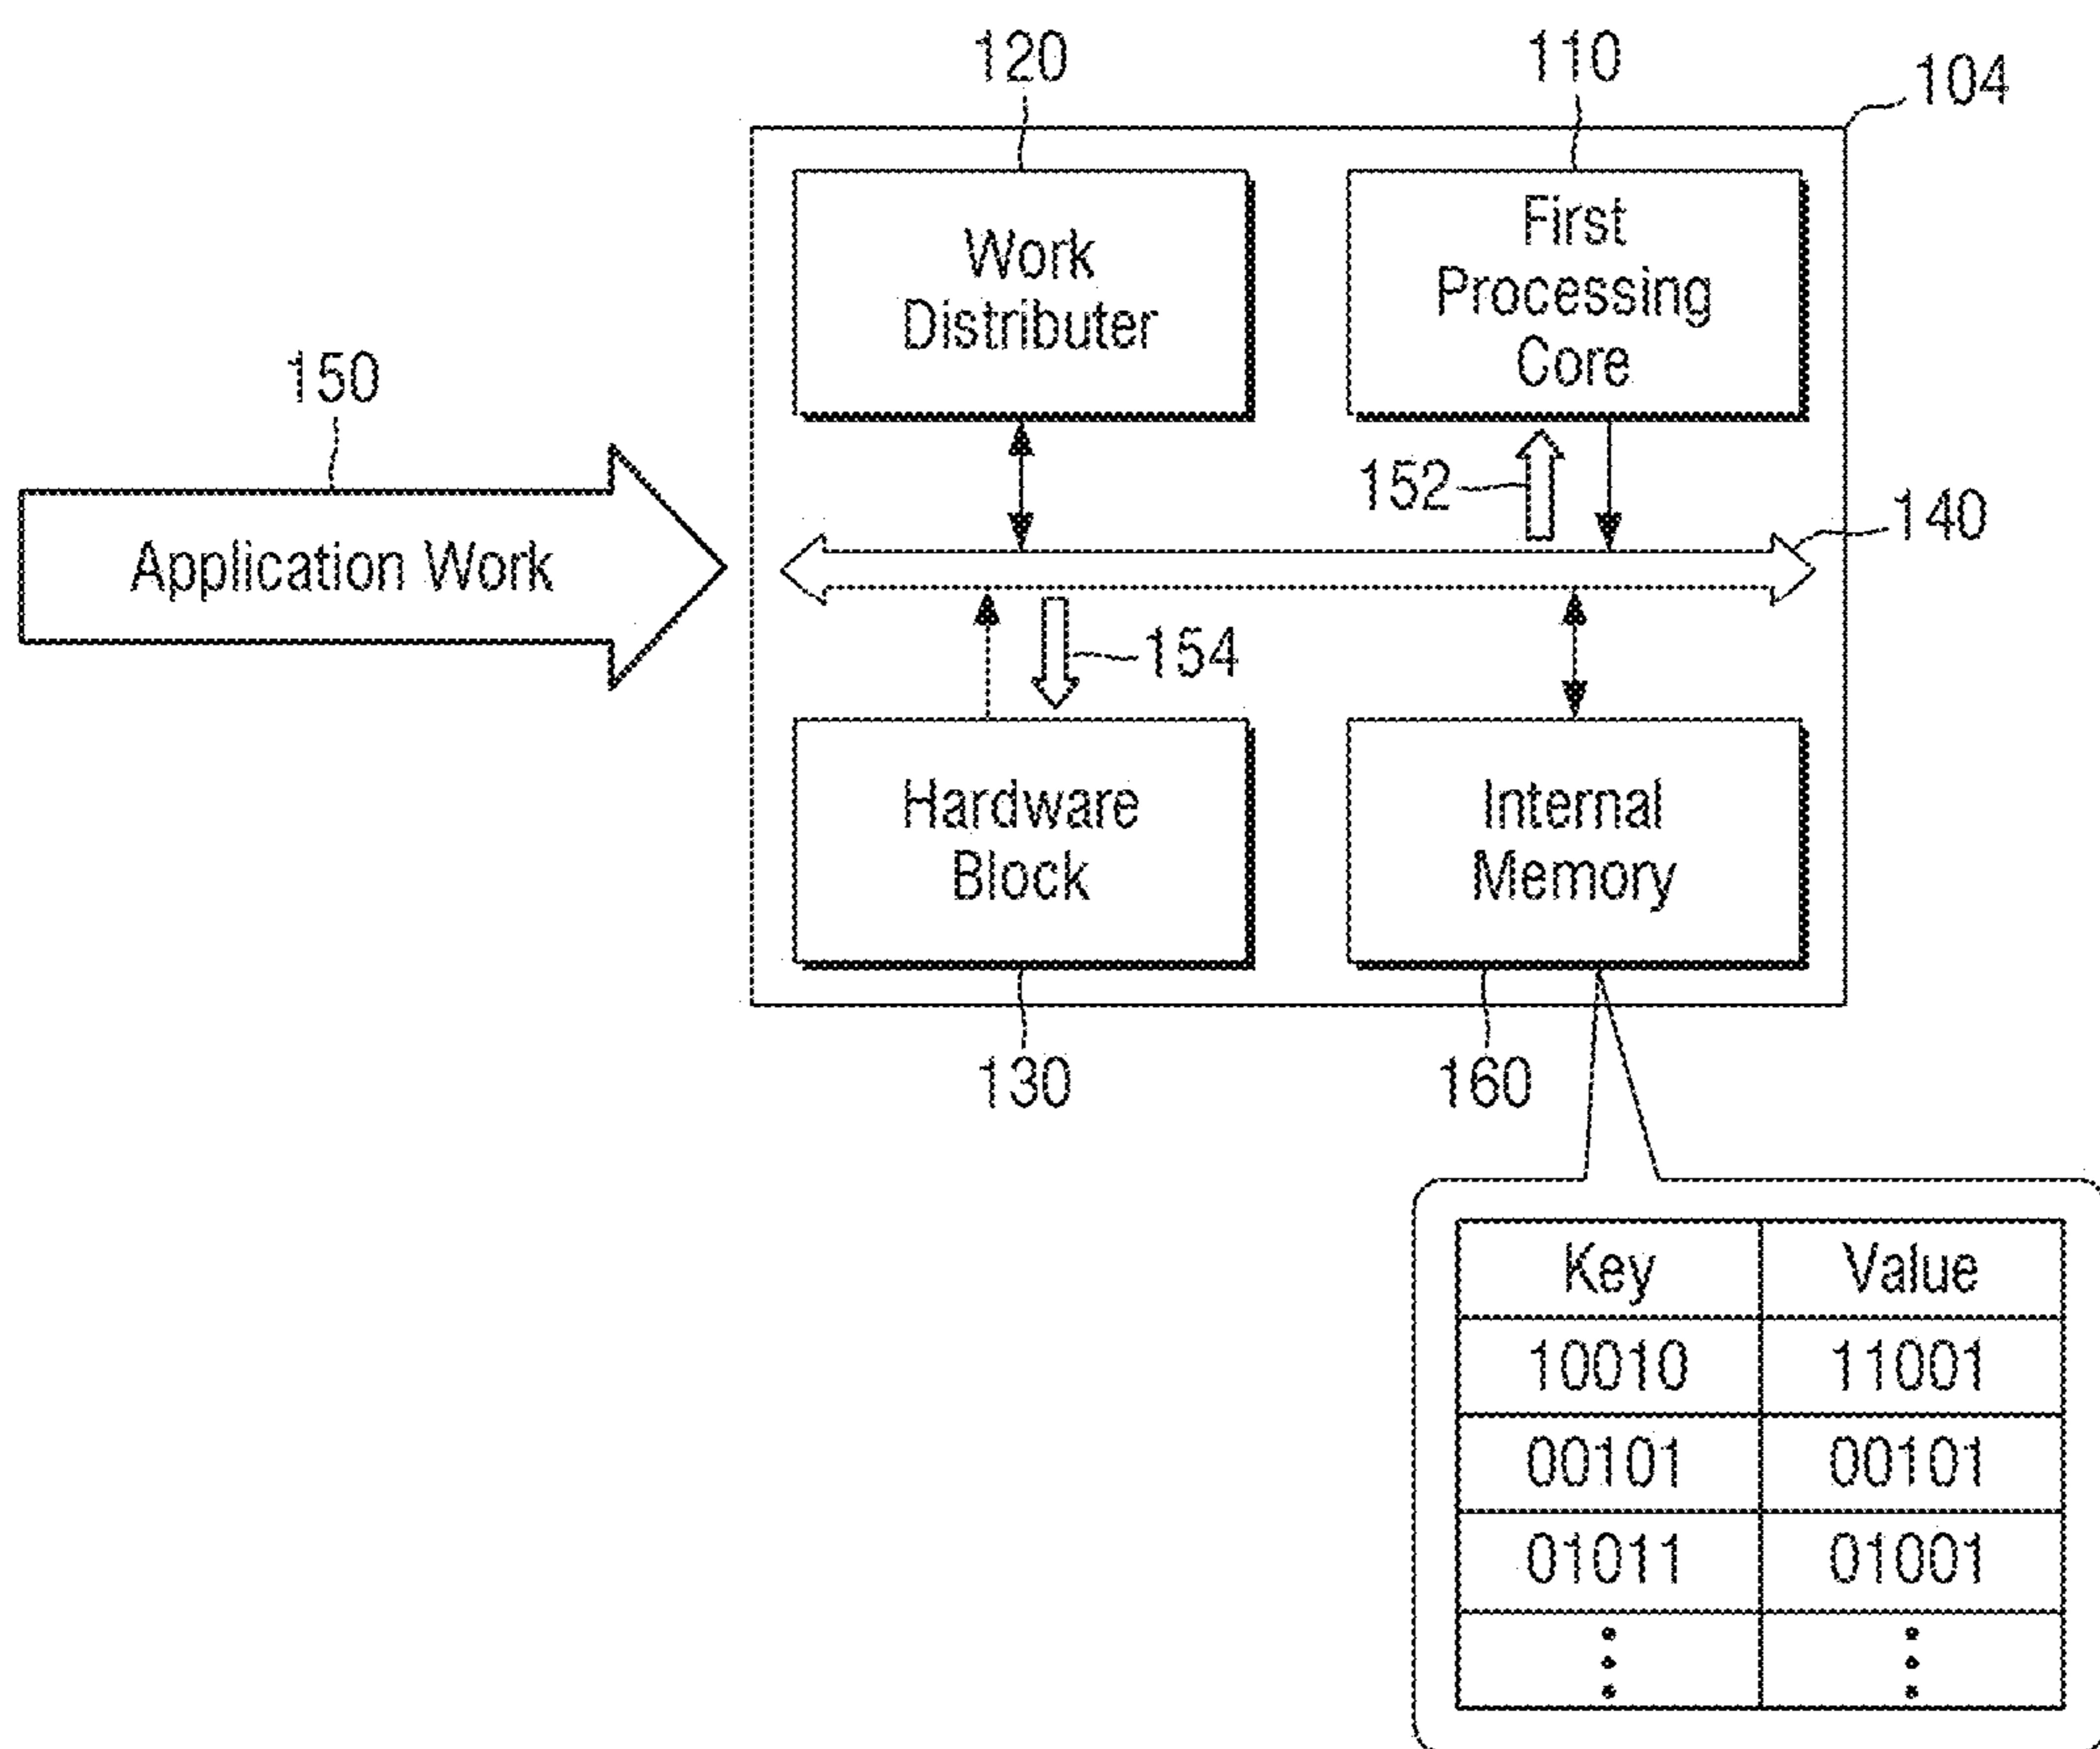 120
110
104
Work
Distributer
First
Processing
Core
150
152
140
Application Work
154
Hardware
Block
Internal
Memory
130
160
Key Value
10010 11001
00101 00101
01011 01001